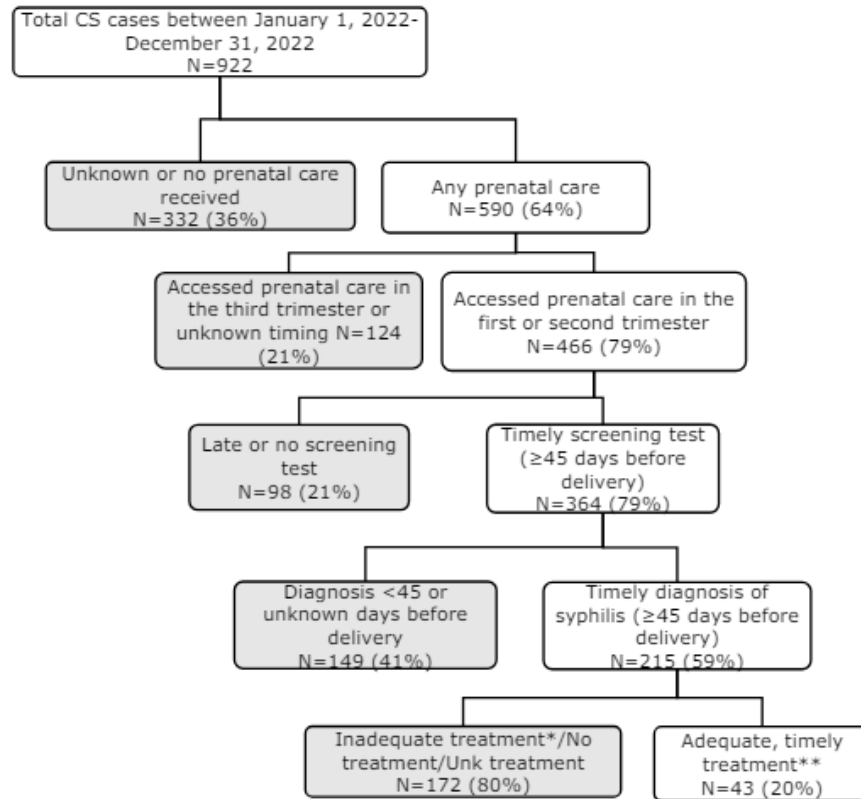 Total CS cases between January 1, 2022-
December 31, 2022
N=922
Unknown or no prenatal care
received
N=332 (36%)
Any prenatal care
N=590 (64%)
Accessed prenatal care in
the third trimester or
unknown timing N=124
(21%)
Accessed prenatal care in the
first or second trimester
N=466 (79%)
Late or no screening
test
N=98 (21%)
Timely screening test
(≥45 days before
delivery)
N=364 (79%)
Diagnosis <45 or
unknown days before
delivery
N=149 (41%)
Timely diagnosis of
syphilis (≥45 days before
delivery)
N=215 (59%)
Inadequate treatment*/No
treatment/Unk treatment
N=172 (80%)
Adequate, timely
treatment**
N=43 (20%)